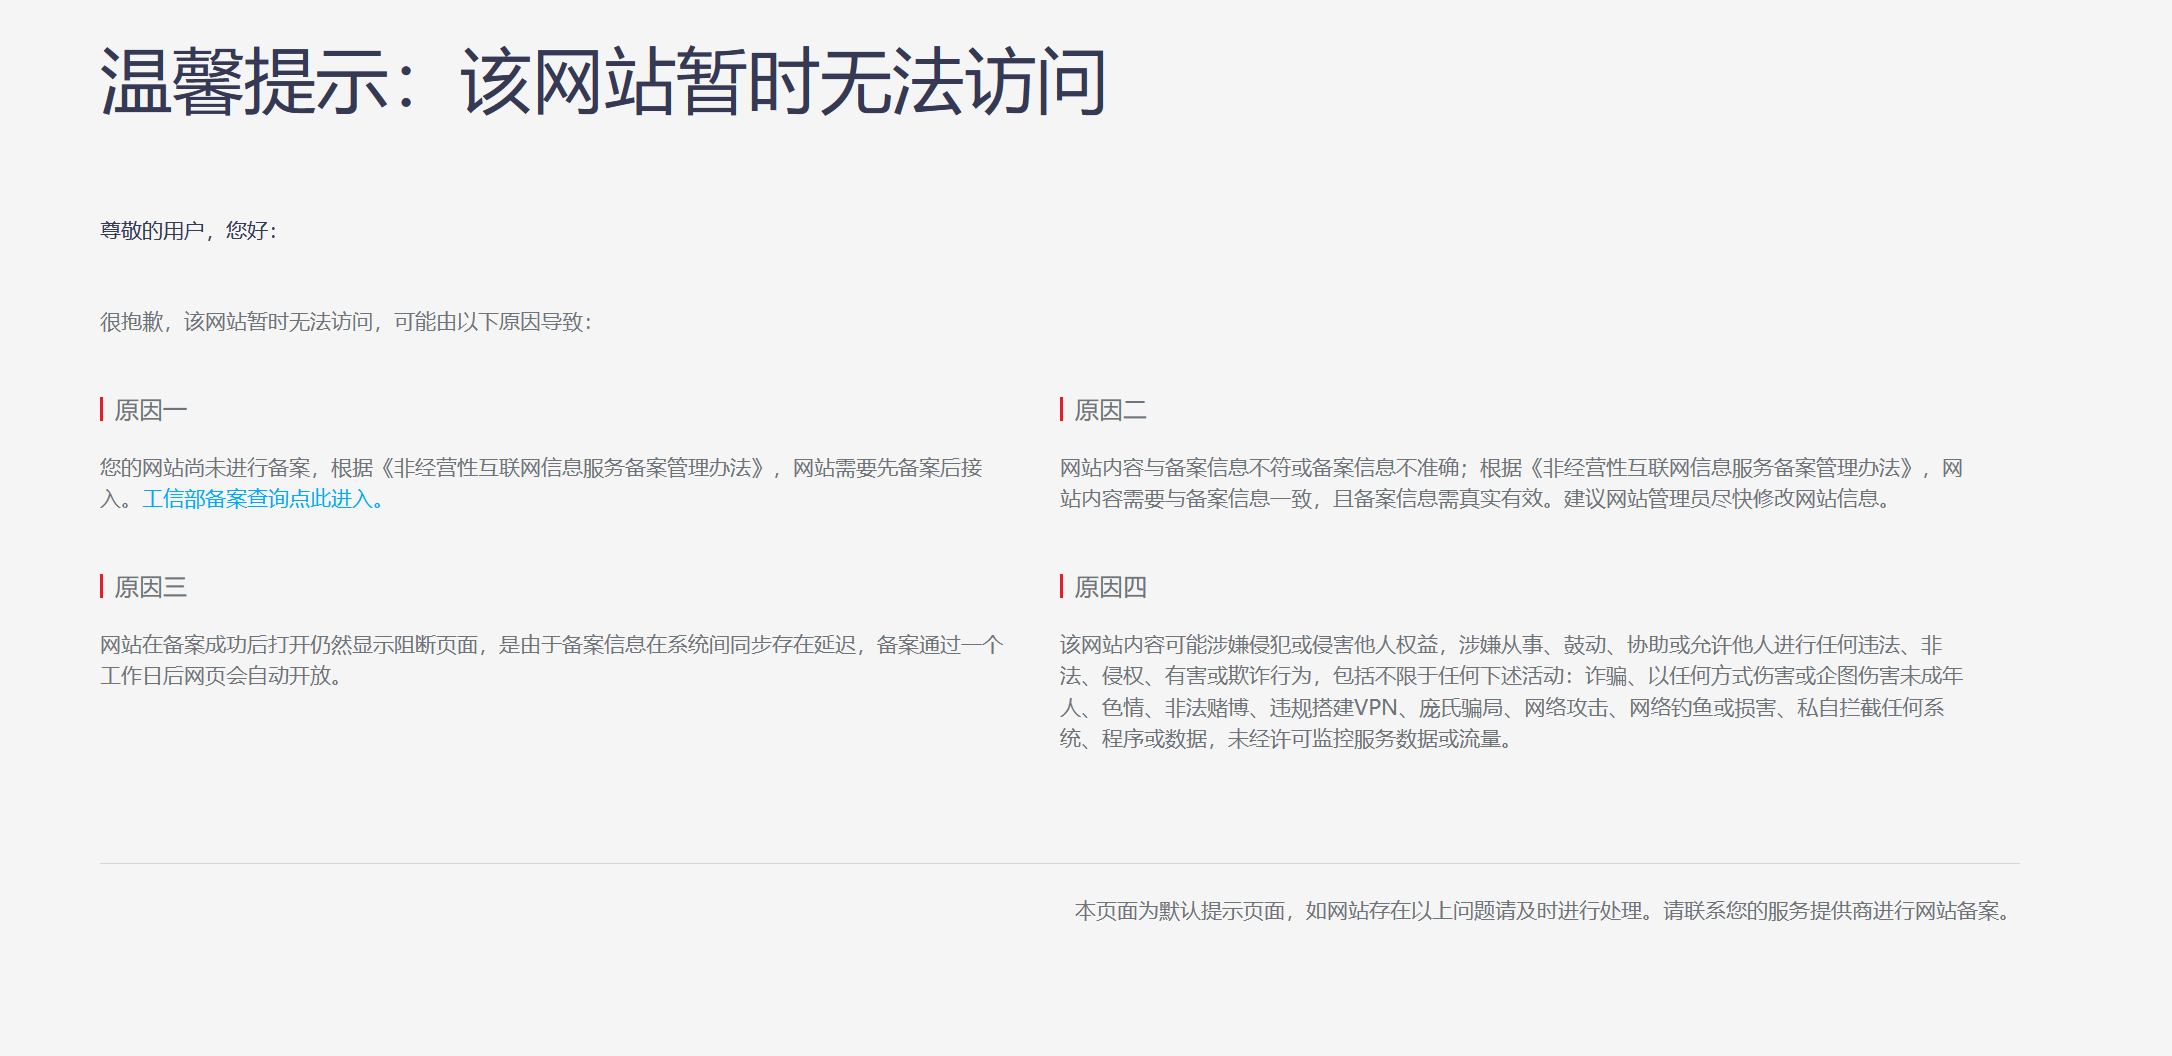 温馨提示：该网站暂时无法访问
尊敬的用户，您好：
很抱歉，该网站暂时无法访问，可能由以下原因导致：
原因一
您的网站尚未进行备案，根据《非经营性互联网信息服务备案管理办法》，网站需要先备案后接
入。工信部备案查询点此进入。
原因二
网站内容与备案信息不符或备案信息不准确；根据《非经营性互联网信息服务备案管理办法》，网
站内容需要与备案信息一致，且备案信息需真实有效。建议网站管理员尽快修改网站信息。
原因三
网站在备案成功后打开仍然显示阻断页面，是由于备案信息在系统间同步存在延迟，备案通过一个
工作日后网页会自动开放。
原因四
该网站内容可能涉嫌侵犯或侵害他人权益，涉嫌从事、鼓动、协助或允许他人进行任何违法、非
法、侵权、有害或欺诈行为，包括不限于任何下述活动：诈骗、以任何方式伤害或企图伤害未成年
人、色情、非法赌博、违规搭建VPN、庞氏骗局、网络攻击、网络钓鱼或损害、私自拦截任何系
统、程序或数据，未经许可监控服务数据或流量。
本页面为默认提示页面，如网站存在以上问题请及时进行处理。请联系您的服务提供商进行网站备案。